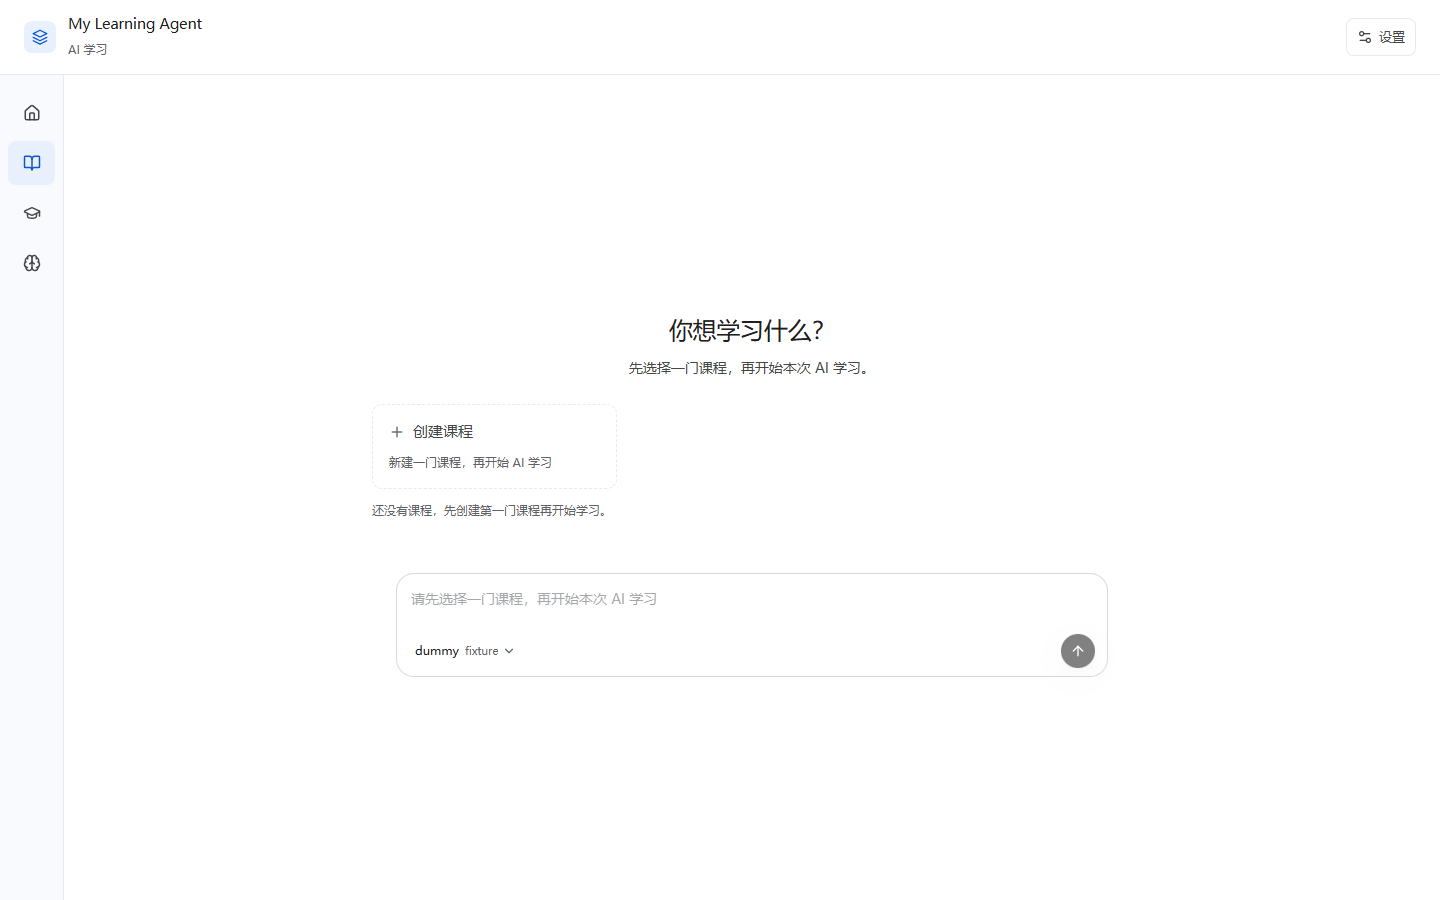 My Learning Agent
AI 学习
设置
你想学习什么？
先选择一门课程，再开始本次 AI 学习。
创建课程
新建一门课程，再开始 AI 学习
还没有课程，先创建第一门课程再开始学习。
请先选择一门课程，再开始本次 AI 学习
dummy fixture